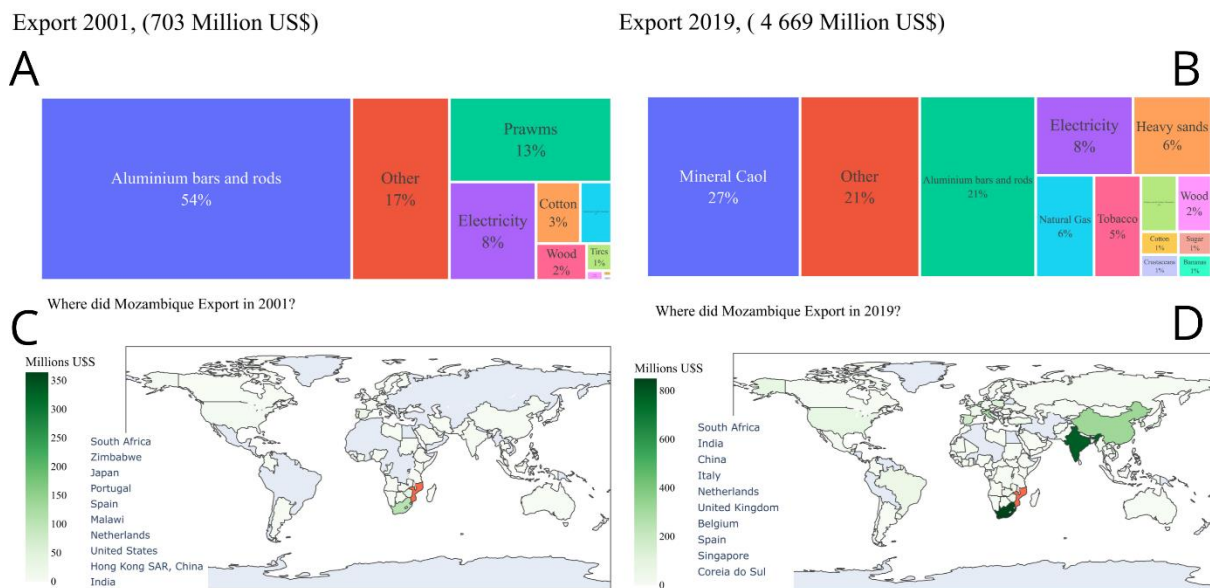 Export 2001, (703 Million US$)
Export 2019, ( 4 669 Million US$)
A
B
Aluminium bars and rods
54%
Other
17%
Prawms
13%
Electricity
8%
Cotton
3%
Wood
2%
Tires
1%
Mineral Caol
27%
Other
21%
Aluminium bars and rods
21%
Electricity
8%
Heavy sands
6%
Natural Gas
6%
Tobacco
5%
Wood
2%
Cotton
1%
Sugar
1%
Crustaceans
1%
Bananas
1%
Where did Mozambique Export in 2001?
C
Millions U$S
350
300
250
200
150
100
50
0
South Africa
Zimbabwe
Japan
Portugal
Spain
Malawi
Netherlands
United States
Hong Kong SAR, China
India
Where did Mozambique Export in 2019?
D
Millions U$S
800
600
400
200
0
South Africa
India
China
Italy
Netherlands
United Kingdom
Belgium
Spain
Singapore
Coreia do Sul